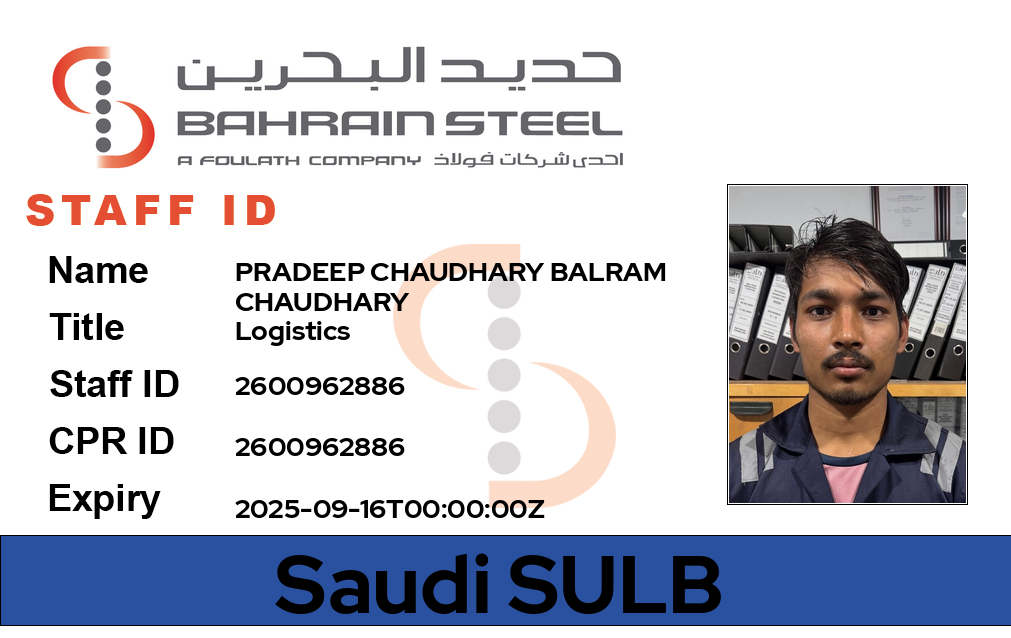 حديد البحرين
BAHRAIN STEEL
A FOULATH COMPANY احدى شركات فولاذ
STAFF ID
Name PRADEEP CHAUDHARY BALRAM
CHAUDHARY
Title Logistics
Staff ID 2600962886
CPR ID 2600962886
Expiry 2025-09-16T00:00:00Z
Saudi SULB